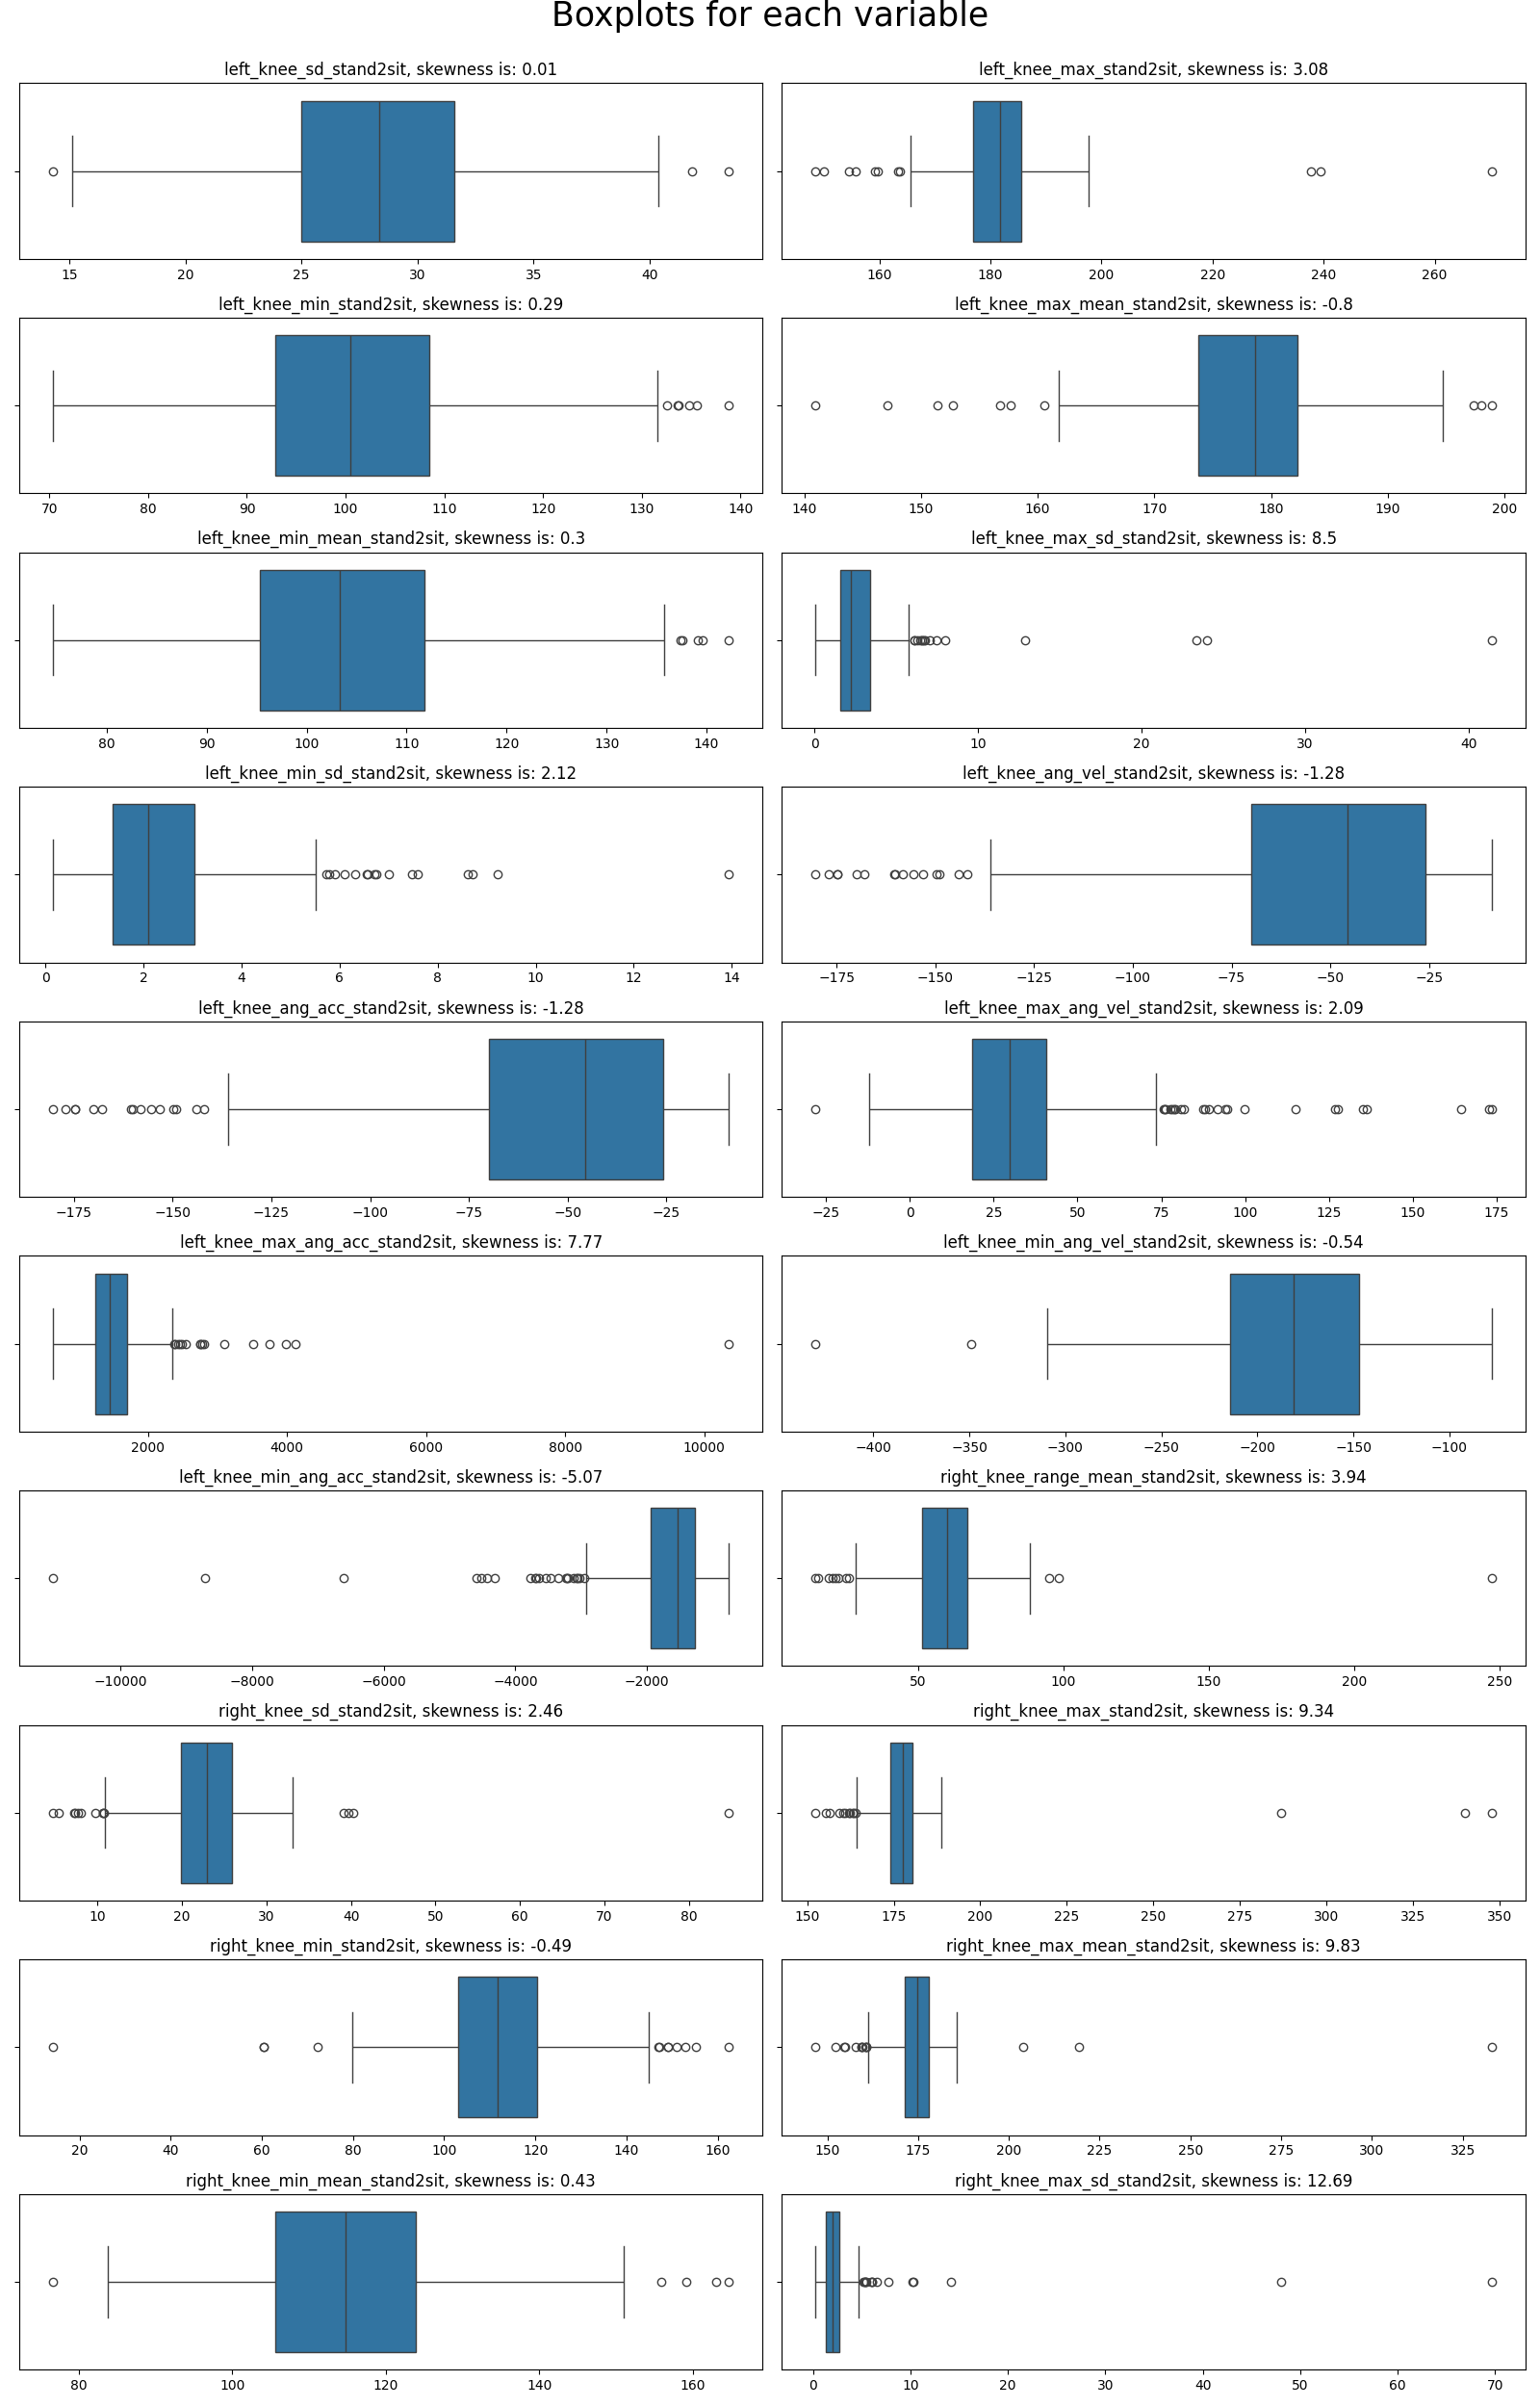 Boxplots for each variable
left_knee_sd_stand2sit, skewness is: 0.01
15 20 25 30 35 40
left_knee_max_stand2sit, skewness is: 3.08
160 180 200 220 240 260
left_knee_min_stand2sit, skewness is: 0.29
70 80 90 100 110 120 130 140
left_knee_max_mean_stand2sit, skewness is: -0.8
140 150 160 170 180 190 200
left_knee_min_mean_stand2sit, skewness is: 0.3
80 90 100 110 120 130 140
left_knee_max_sd_stand2sit, skewness is: 8.5
0 10 20 30 40
left_knee_min_sd_stand2sit, skewness is: 2.12
0 2 4 6 8 10 12 14
left_knee_ang_vel_stand2sit, skewness is: -1.28
−175 −150 −125 −100 −75 −50 −25
left_knee_ang_acc_stand2sit, skewness is: -1.28
−175 −150 −125 −100 −75 −50 −25
left_knee_max_ang_vel_stand2sit, skewness is: 2.09
−25 0 25 50 75 100 125 150 175
left_knee_max_ang_acc_stand2sit, skewness is: 7.77
2000 4000 6000 8000 10000
left_knee_min_ang_vel_stand2sit, skewness is: -0.54
−400 −350 −300 −250 −200 −150 −100
left_knee_min_ang_acc_stand2sit, skewness is: -5.07
−10000 −8000 −6000 −4000 −2000
right_knee_range_mean_stand2sit, skewness is: 3.94
50 100 150 200 250
right_knee_sd_stand2sit, skewness is: 2.46
10 20 30 40 50 60 70 80
right_knee_max_stand2sit, skewness is: 9.34
150 175 200 225 250 275 300 325 350
right_knee_min_stand2sit, skewness is: -0.49
20 40 60 80 100 120 140 160
right_knee_max_mean_stand2sit, skewness is: 9.83
150 175 200 225 250 275 300 325
right_knee_min_mean_stand2sit, skewness is: 0.43
80 100 120 140 160
right_knee_max_sd_stand2sit, skewness is: 12.69
0 10 20 30 40 50 60 70